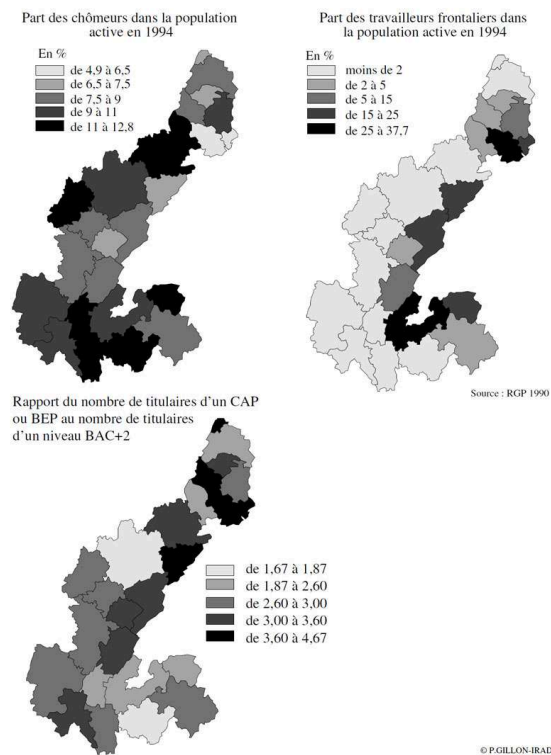 Part des chômeurs dans la population
active en 1994
En %
de 4,9 à 6,5
de 6,5 à 7,5
de 7,5 à 9
de 9 à 11
de 11 à 12,8
Part des travailleurs frontaliers dans
la population active en 1994
En %
moins de 2
de 2 à 5
de 5 à 15
de 15 à 25
de 25 à 37,7
Source : RGP 1990
Rapport du nombre de titulaires d'un CAP
ou BEP au nombre de titulaires
d'un niveau BAC+2
de 1,67 à 1,87
de 1,87 à 2,60
de 2,60 à 3,00
de 3,00 à 3,60
de 3,60 à 4,67
© P.GILLON-IRAD